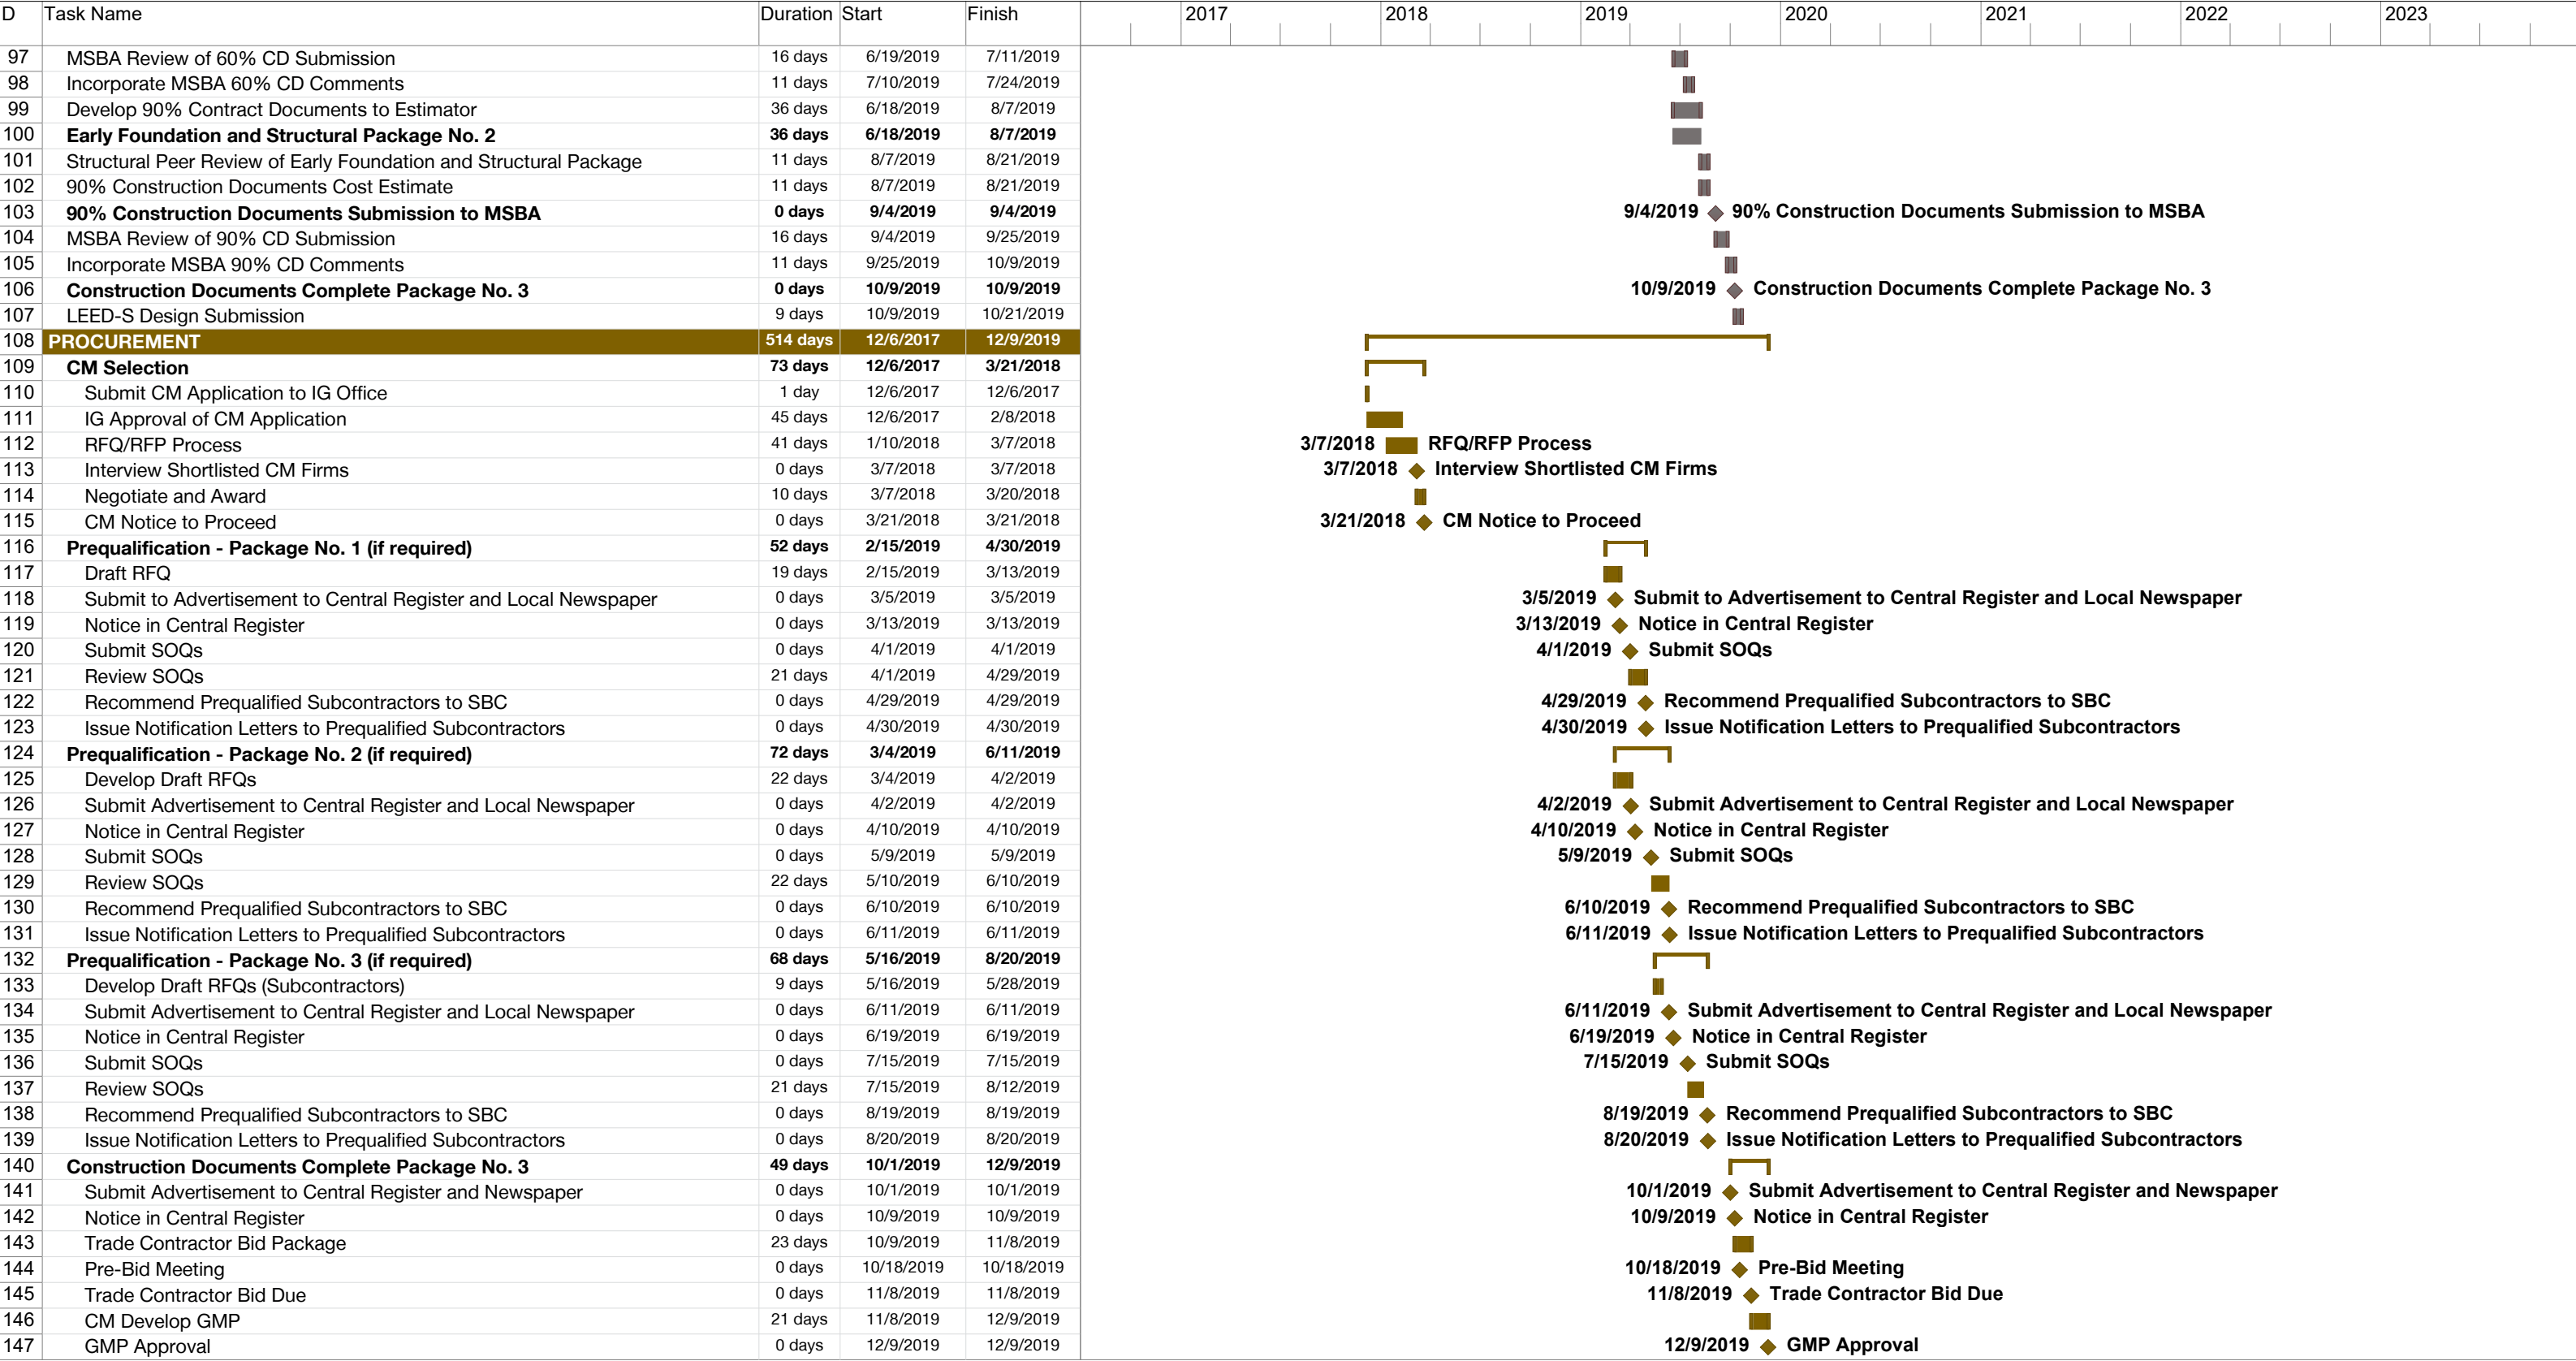 D Task Name Duration Start Finish 2017 2018 2019 2020 2021 2022 2023
97 MSBA Review of 60% CD Submission 16 days 6/19/2019 7/11/2019
98 Incorporate MSBA 60% CD Comments 11 days 7/10/2019 7/24/2019
99 Develop 90% Contract Documents to Estimator 36 days 6/18/2019 8/7/2019
100 Early Foundation and Structural Package No. 2 36 days 6/18/2019 8/7/2019
101 Structural Peer Review of Early Foundation and Structural Package 11 days 8/7/2019 8/21/2019
102 90% Construction Documents Cost Estimate 11 days 8/7/2019 8/21/2019
103 90% Construction Documents Submission to MSBA 0 days 9/4/2019 9/4/2019 9/4/2019 90% Construction Documents Submission to MSBA
104 MSBA Review of 90% CD Submission 16 days 9/4/2019 9/25/2019
105 Incorporate MSBA 90% CD Comments 11 days 9/25/2019 10/9/2019
106 Construction Documents Complete Package No. 3 0 days 10/9/2019 10/9/2019 10/9/2019 Construction Documents Complete Package No. 3
107 LEED-S Design Submission 9 days 10/9/2019 10/21/2019
108 PROCUREMENT 514 days 12/6/2017 12/9/2019
109 CM Selection 73 days 12/6/2017 3/21/2018
110 Submit CM Application to IG Office 1 day 12/6/2017 12/6/2017
111 IG Approval of CM Application 45 days 12/6/2017 2/8/2018
112 RFQ/RFP Process 41 days 1/10/2018 3/7/2018 3/7/2018 RFQ/RFP Process
113 Interview Shortlisted CM Firms 0 days 3/7/2018 3/7/2018 3/7/2018 Interview Shortlisted CM Firms
114 Negotiate and Award 10 days 3/7/2018 3/20/2018
115 CM Notice to Proceed 0 days 3/21/2018 3/21/2018 3/21/2018 CM Notice to Proceed
116 Prequalification - Package No. 1 (if required) 52 days 2/15/2019 4/30/2019
117 Draft RFQ 19 days 2/15/2019 3/13/2019
118 Submit to Advertisement to Central Register and Local Newspaper 0 days 3/5/2019 3/5/2019 3/5/2019 Submit to Advertisement to Central Register and Local Newspaper
119 Notice in Central Register 0 days 3/13/2019 3/13/2019 3/13/2019 Notice in Central Register
120 Submit SOQs 0 days 4/1/2019 4/1/2019 4/1/2019 Submit SOQs
121 Review SOQs 21 days 4/1/2019 4/29/2019
122 Recommend Prequalified Subcontractors to SBC 0 days 4/29/2019 4/29/2019 4/29/2019 Recommend Prequalified Subcontractors to SBC
123 Issue Notification Letters to Prequalified Subcontractors 0 days 4/30/2019 4/30/2019 4/30/2019 Issue Notification Letters to Prequalified Subcontractors
124 Prequalification - Package No. 2 (if required) 72 days 3/4/2019 6/11/2019
125 Develop Draft RFQs 22 days 3/4/2019 4/2/2019
126 Submit Advertisement to Central Register and Local Newspaper 0 days 4/2/2019 4/2/2019 4/2/2019 Submit Advertisement to Central Register and Local Newspaper
127 Notice in Central Register 0 days 4/10/2019 4/10/2019 4/10/2019 Notice in Central Register
128 Submit SOQs 0 days 5/9/2019 5/9/2019 5/9/2019 Submit SOQs
129 Review SOQs 22 days 5/10/2019 6/10/2019
130 Recommend Prequalified Subcontractors to SBC 0 days 6/10/2019 6/10/2019 6/10/2019 Recommend Prequalified Subcontractors to SBC
131 Issue Notification Letters to Prequalified Subcontractors 0 days 6/11/2019 6/11/2019 6/11/2019 Issue Notification Letters to Prequalified Subcontractors
132 Prequalification - Package No. 3 (if required) 68 days 5/16/2019 8/20/2019
133 Develop Draft RFQs (Subcontractors) 9 days 5/16/2019 5/28/2019
134 Submit Advertisement to Central Register and Local Newspaper 0 days 6/11/2019 6/11/2019 6/11/2019 Submit Advertisement to Central Register and Local Newspaper
135 Notice in Central Register 0 days 6/19/2019 6/19/2019 6/19/2019 Notice in Central Register
136 Submit SOQs 0 days 7/15/2019 7/15/2019 7/15/2019 Submit SOQs
137 Review SOQs 21 days 7/15/2019 8/12/2019
138 Recommend Prequalified Subcontractors to SBC 0 days 8/19/2019 8/19/2019 8/19/2019 Recommend Prequalified Subcontractors to SBC
139 Issue Notification Letters to Prequalified Subcontractors 0 days 8/20/2019 8/20/2019 8/20/2019 Issue Notification Letters to Prequalified Subcontractors
140 Construction Documents Complete Package No. 3 49 days 10/1/2019 12/9/2019
141 Submit Advertisement to Central Register and Newspaper 0 days 10/1/2019 10/1/2019 10/1/2019 Submit Advertisement to Central Register and Newspaper
142 Notice in Central Register 0 days 10/9/2019 10/9/2019 10/9/2019 Notice in Central Register
143 Trade Contractor Bid Package 23 days 10/9/2019 11/8/2019
144 Pre-Bid Meeting 0 days 10/18/2019 10/18/2019 10/18/2019 Pre-Bid Meeting
145 Trade Contractor Bid Due 0 days 11/8/2019 11/8/2019 11/8/2019 Trade Contractor Bid Due
146 CM Develop GMP 21 days 11/8/2019 12/9/2019
147 GMP Approval 0 days 12/9/2019 12/9/2019 12/9/2019 GMP Approval